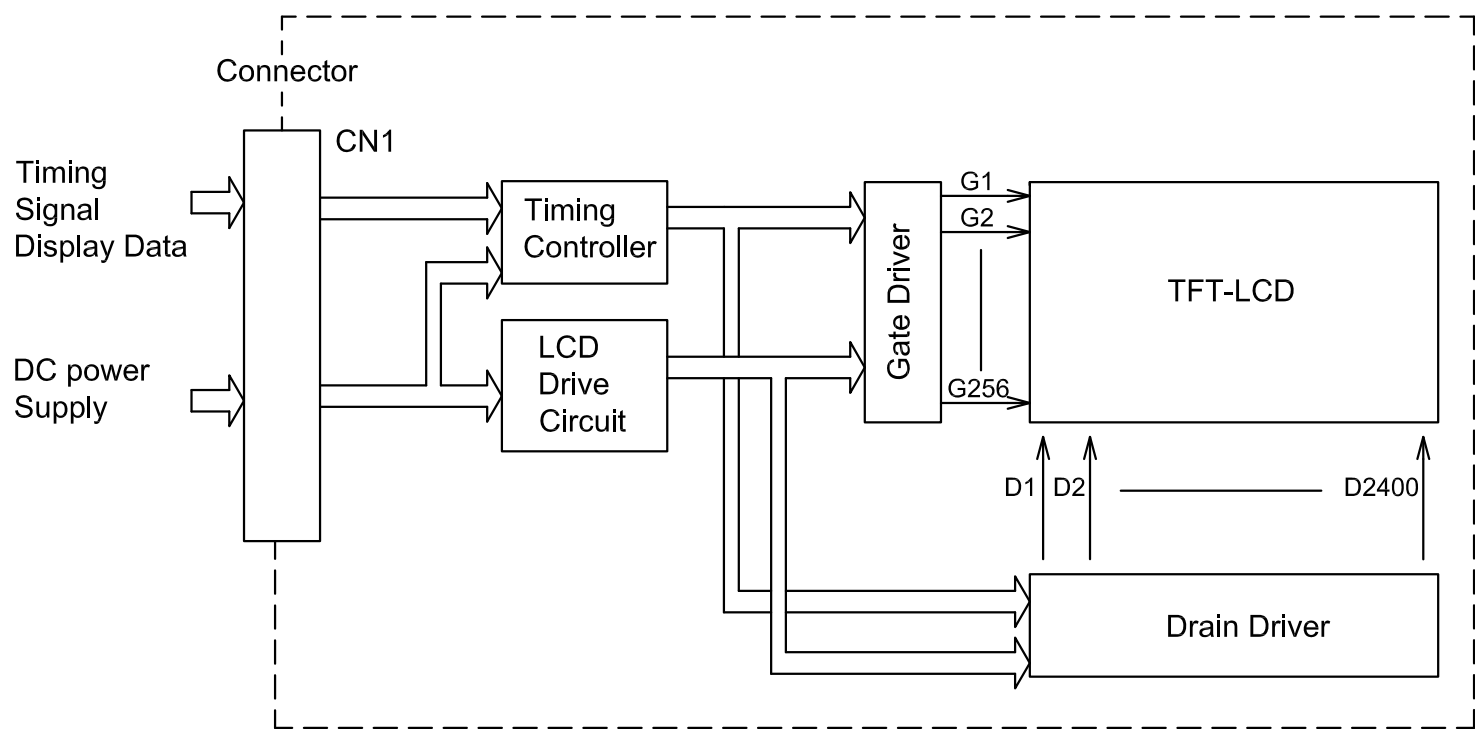 Connector
CN1
Timing
Signal
Display Data
DC power
Supply
Timing
Controller
LCD
Drive
Circuit
Gate Driver
G1
G2
G256
TFT-LCD
D1
D2
D2400
Drain Driver